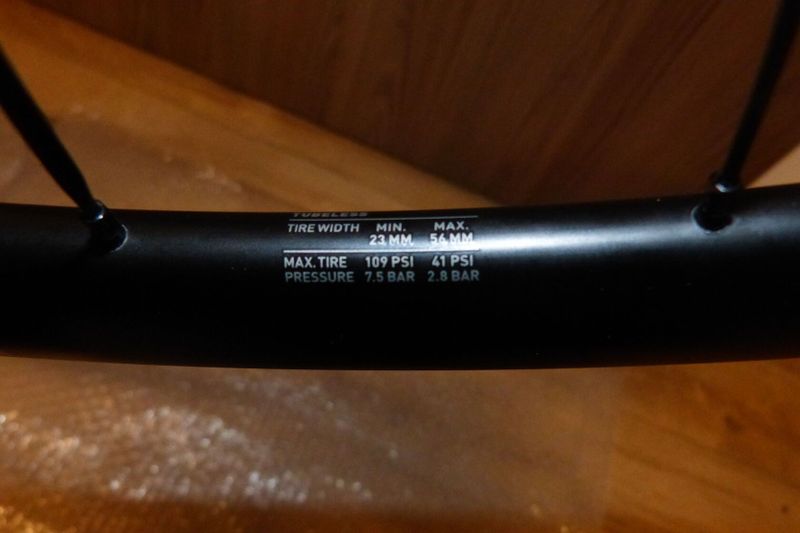 TUBELESS
TIRE WIDTH MIN. MAX.
23 MM 56 MM
MAX. TIRE 109 PSI 41 PSI
PRESSURE 7.5 BAR 2.8 BAR